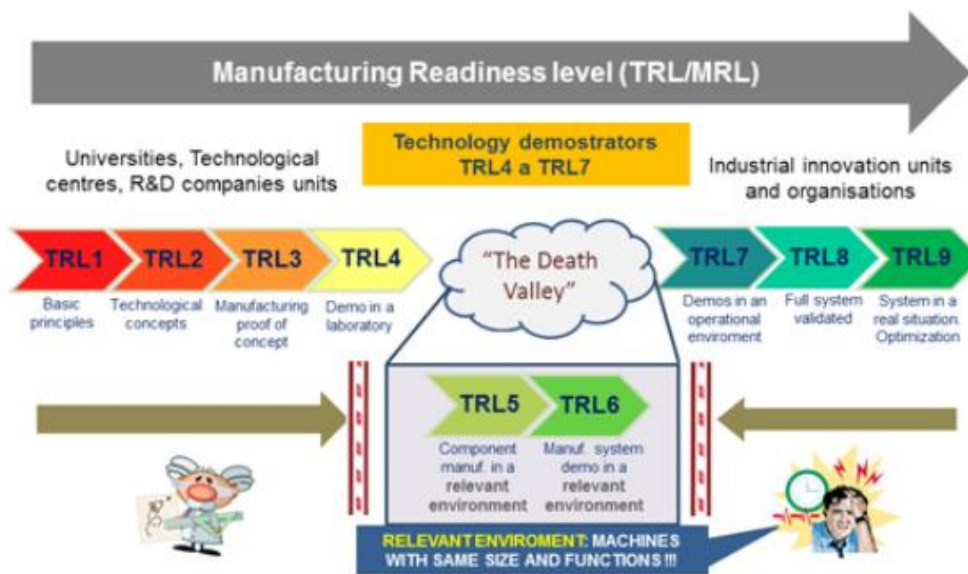 Manufacturing Readiness level (TRL/MRL)
Universities, Technological
centres, R&D companies units
Technology demostrators
TRL4 a TRL7
Industrial innovation units
and organisations
TRL1
TRL2
TRL3
TRL4
"The Death
Valley"
TRL7
TRL8
TRL9
Basic
principles
Technological
concepts
Manufacturing
proof of
concept
Demo in a
laboratory
Demos in an
operational
enviroment
Full system
validated
System in a
real situation.
Optimization
TRL5
TRL6
Component
manuf. in a
relevant
environment
Manuf. system
demo in a
relevant
environment
RELEVANT ENVIROMENT: MACHINES
WITH SAME SIZE AND FUNCTIONS !!!